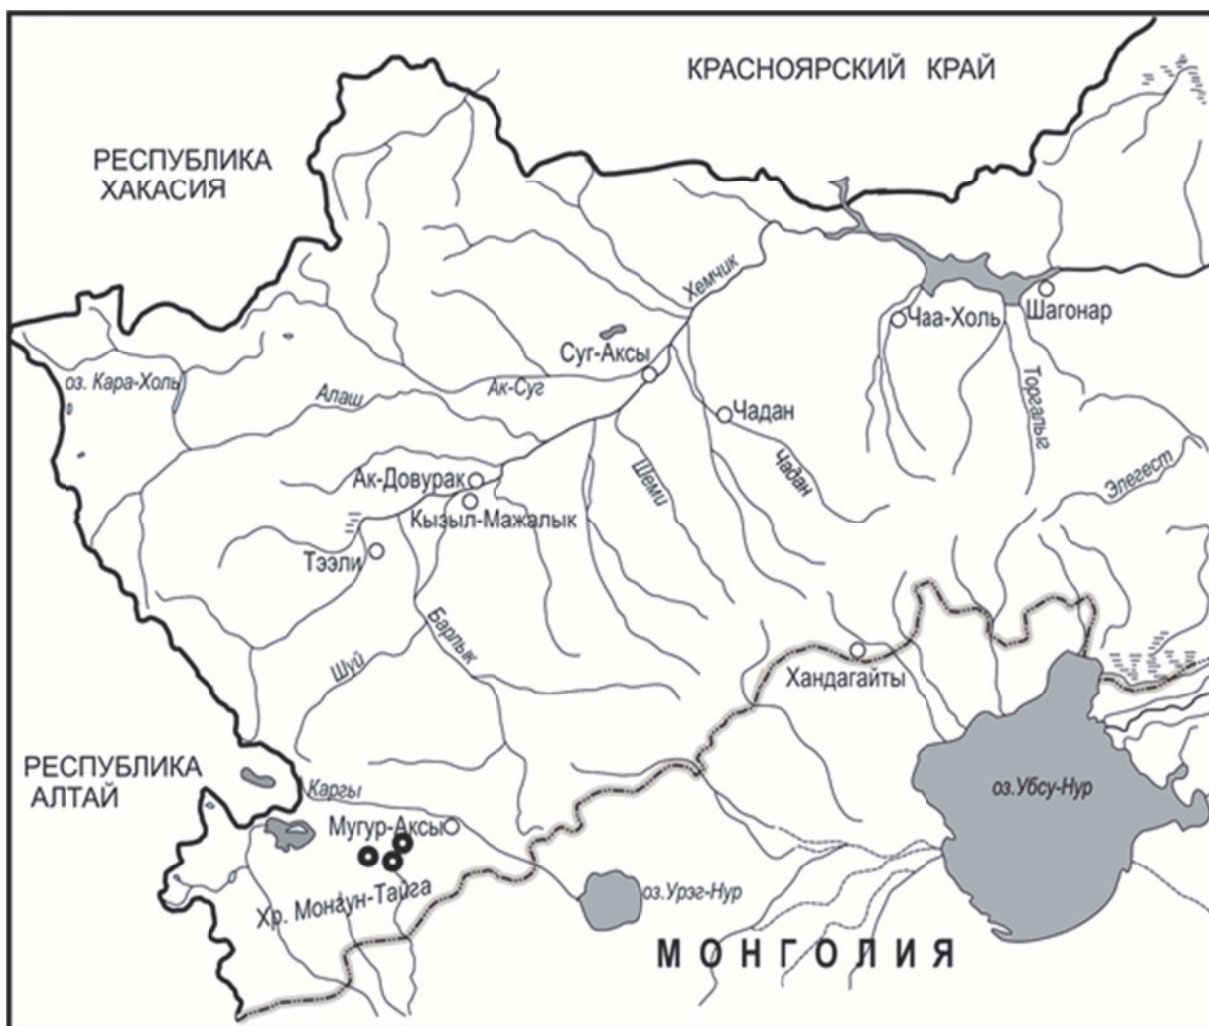 КРАСНОЯРСКИЙ КРАЙ
РЕСПУБЛИКА
ХАКАСИЯ
Хемчик
Чаа-Холь
Шагонар
Суг-Аксы
оз. Кара-Холь
Алаш
Ак-Суг
Чадан
Торгалыг
Ак-Довурак
Шеми
Чадан
Элегест
Кызыл-Мажалык
Тээли
Барлык
Шуй
Хандагайты
РЕСПУБЛИКА
АЛТАЙ
Каргы
оз.Убсу-Нур
Мугур-Аксы
Хр. Монгун-Тайга
оз.Урэг-Нур
МОНГОЛИЯ